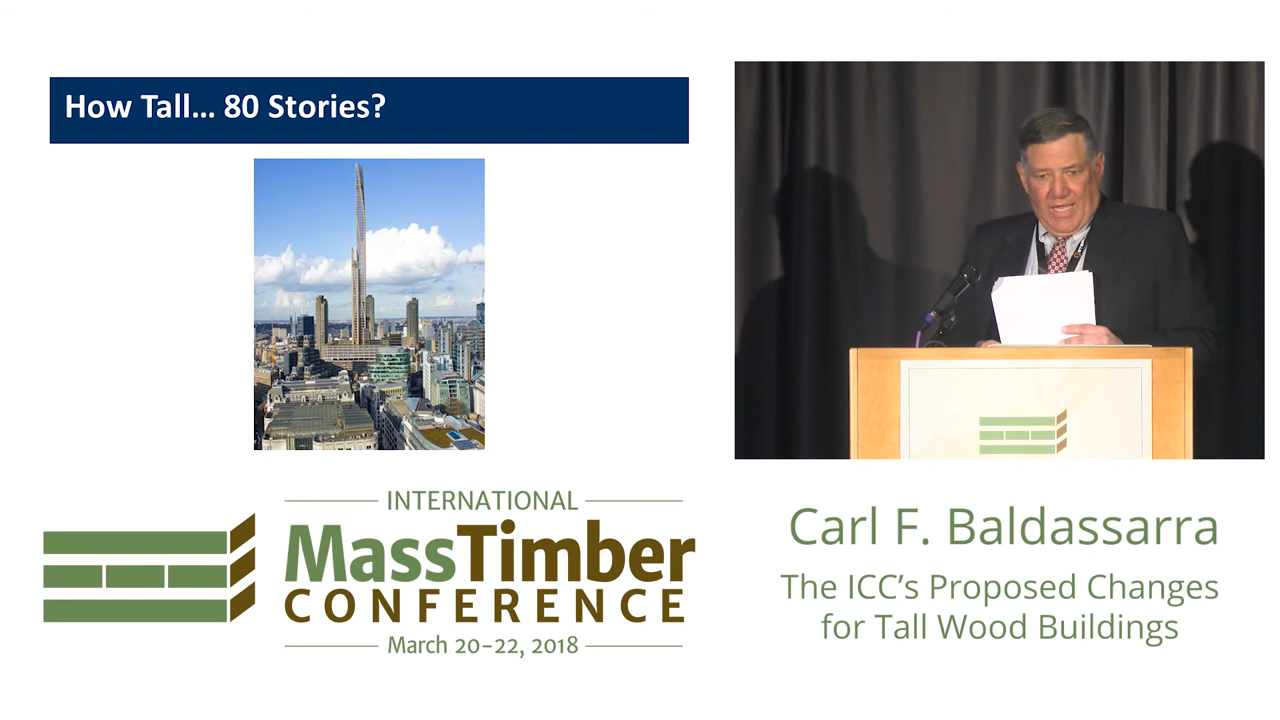 How Tall... 80 Stories?
INTERNATIONAL
MassTimber
CONFERENCE
March 20-22, 2018
Carl F. Baldassarra
The ICC's Proposed Changes
for Tall Wood Buildings